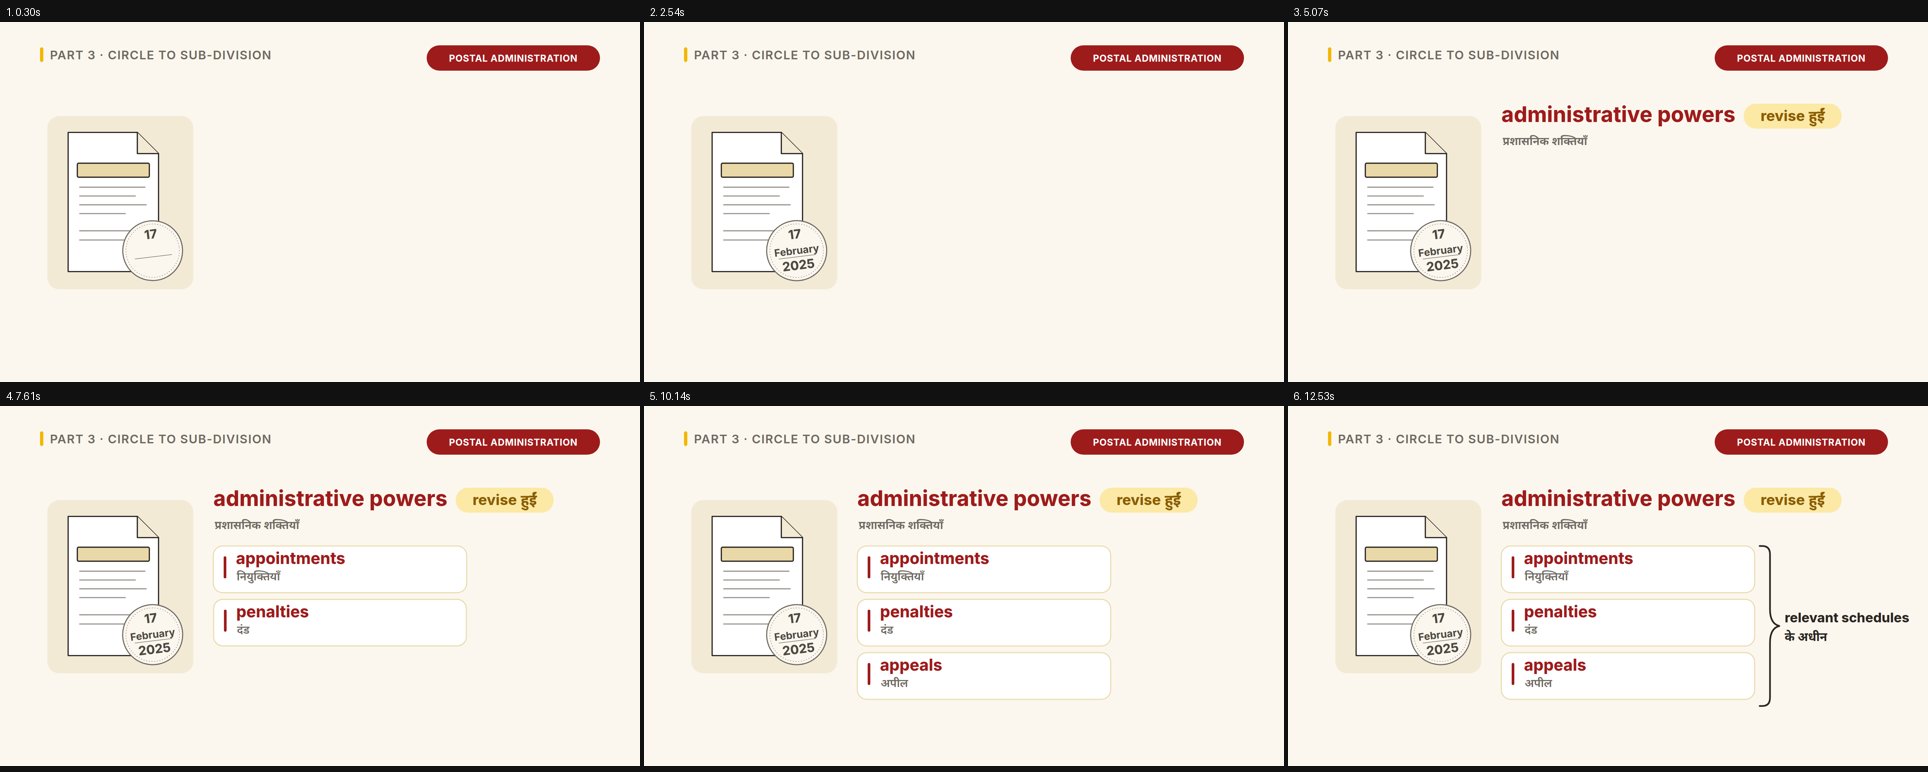 1. 0.30s
PART 3 · CIRCLE TO SUB-DIVISION
POSTAL ADMINISTRATION
17
2. 2.54s
PART 3 · CIRCLE TO SUB-DIVISION
POSTAL ADMINISTRATION
17
February
2025
3. 5.07s
PART 3 · CIRCLE TO SUB-DIVISION
POSTAL ADMINISTRATION
administrative powers revise हुईं
प्रशासनिक शक्तियाँ
17
February
2025
4. 7.61s
PART 3 · CIRCLE TO SUB-DIVISION
POSTAL ADMINISTRATION
administrative powers revise हुईं
प्रशासनिक शक्तियाँ
appointments
नियुक्तियाँ
penalties
दंड
17
February
2025
5. 10.14s
PART 3 · CIRCLE TO SUB-DIVISION
POSTAL ADMINISTRATION
administrative powers revise हुईं
प्रशासनिक शक्तियाँ
appointments
नियुक्तियाँ
penalties
दंड
appeals
अपील
17
February
2025
6. 12.53s
PART 3 · CIRCLE TO SUB-DIVISION
POSTAL ADMINISTRATION
administrative powers revise हुईं
प्रशासनिक शक्तियाँ
appointments
नियुक्तियाँ
penalties
दंड
appeals
अपील
relevant schedules
के अधीन
17
February
2025